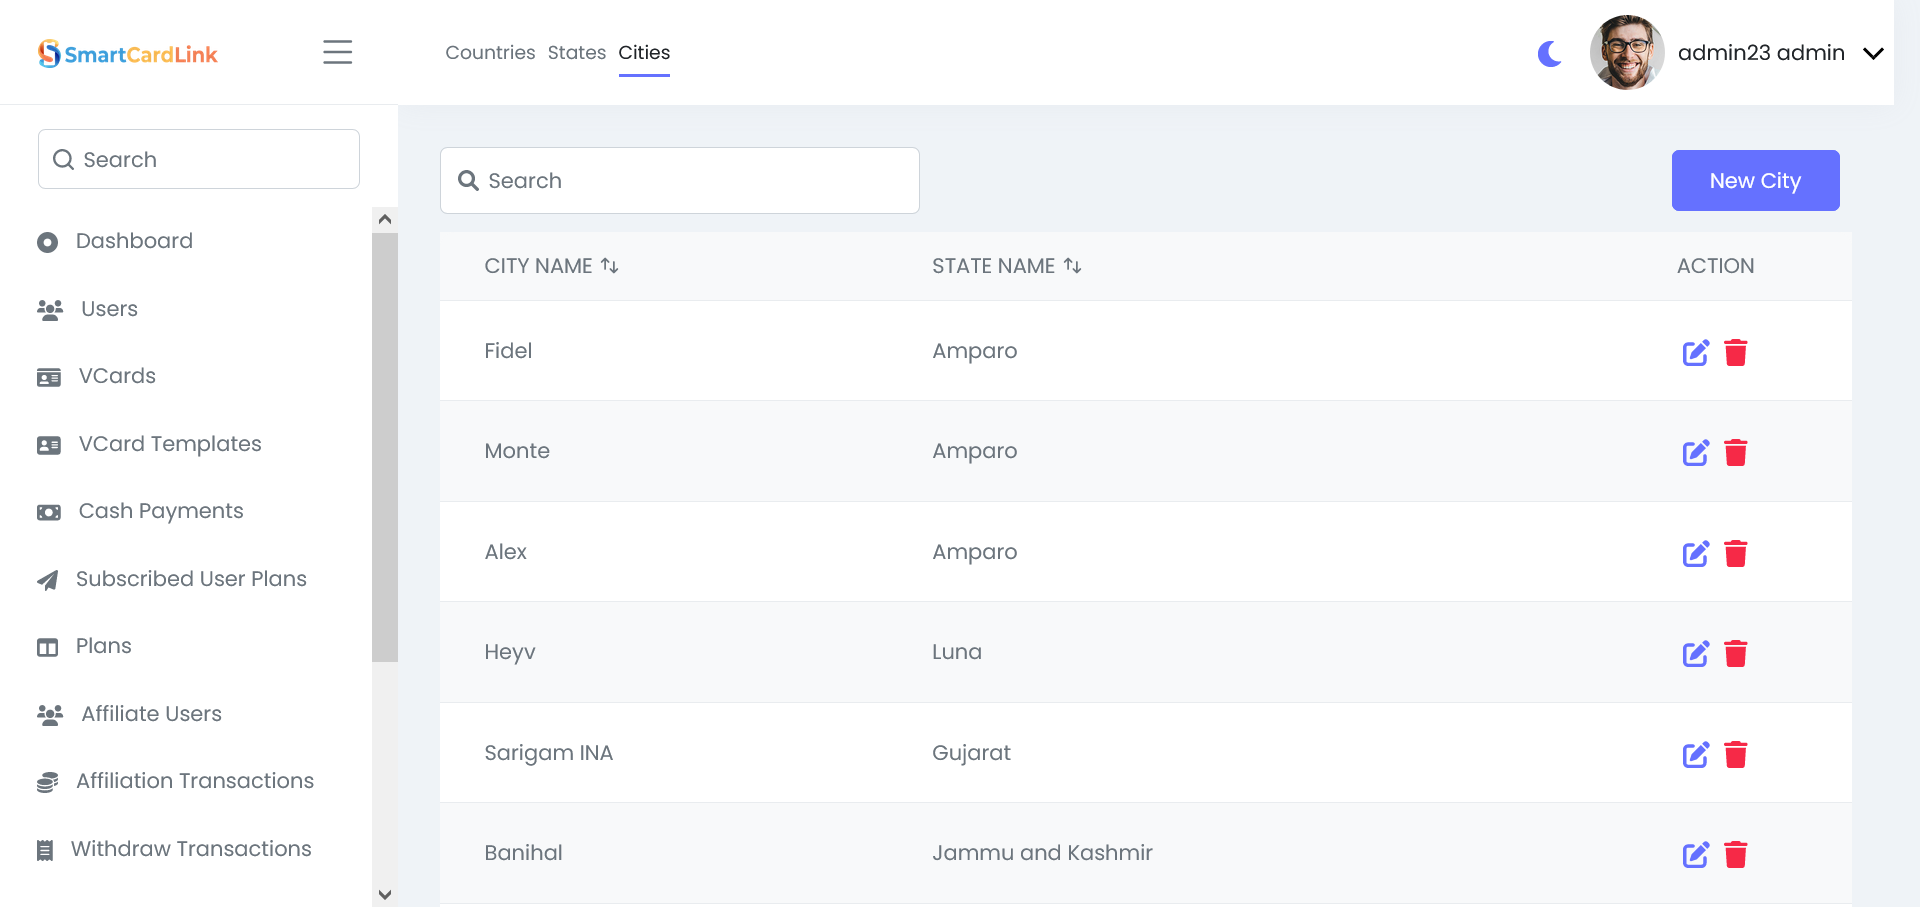 SmartCardLink
Countries States Cities
admin23 admin
Search
Dashboard
Users
VCards
VCard Templates
Cash Payments
Subscribed User Plans
Plans
Affiliate Users
Affiliation Transactions
Withdraw Transactions
Search
New City
CITY NAME STATE NAME ACTION
Fidel Amparo
Monte Amparo
Alex Amparo
Heyv Luna
Sarigam INA Gujarat
Banihal Jammu and Kashmir